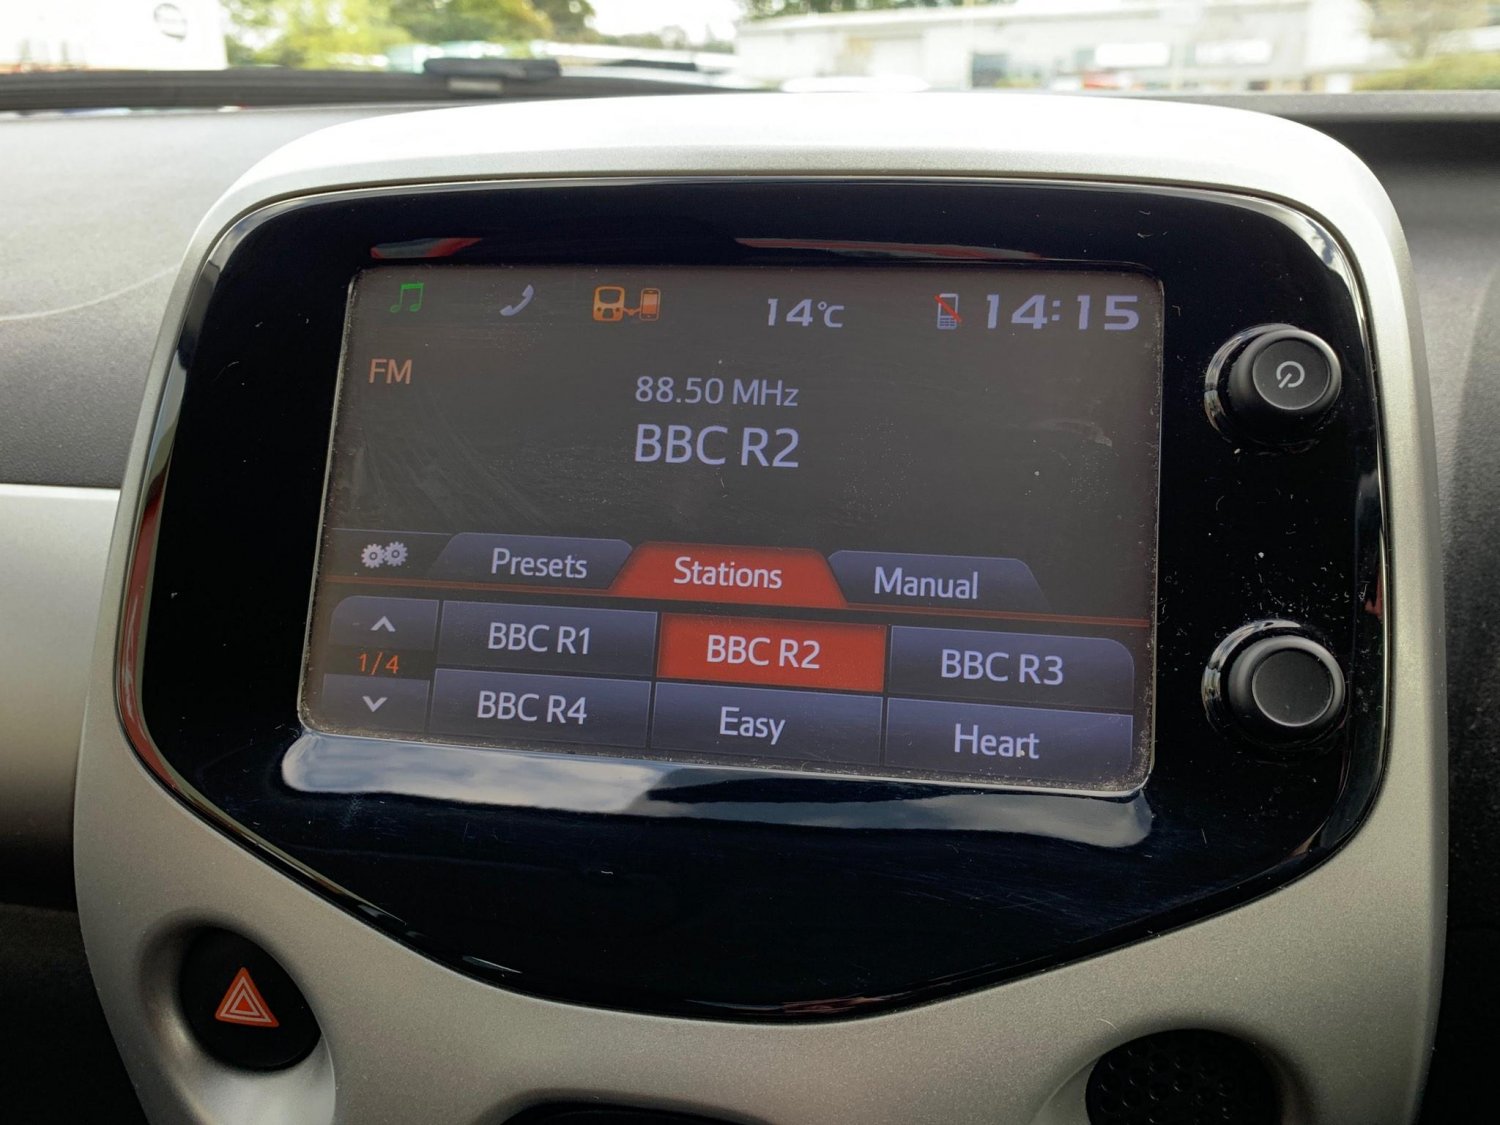 14°C 14:15
FM
88.50 MHz
BBC R2
Presets Stations Manual
BBC R1 BBC R2 BBC R3
1/4
BBC R4 Easy Heart